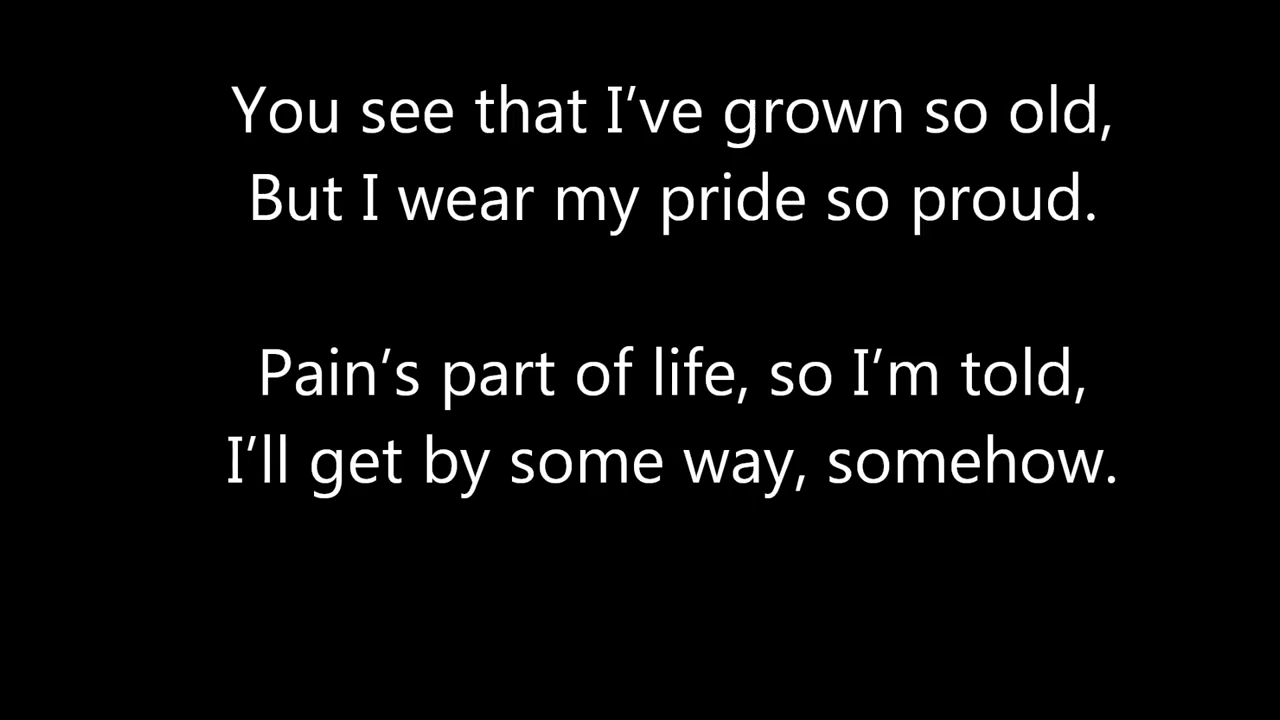 You see that I’ve grown so old,
But I wear my pride so proud.
Pain’s part of life, so I’m told,
I’ll get by some way, somehow.